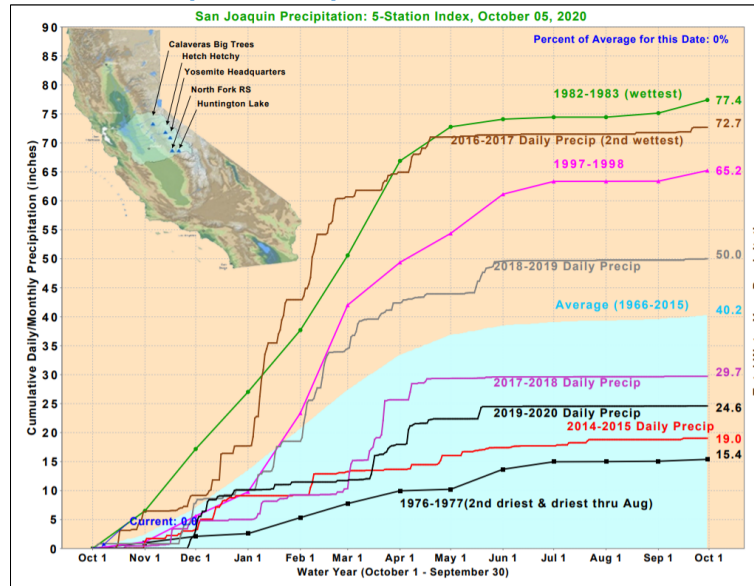 San Joaquin Precipitation: 5-Station Index, October 05, 2020
Percent of Average for this Date: 0%
Calaveras Big Trees
Hetch Hetchy
Yosemite Headquarters
North Fork RS
Huntington Lake
Cumulative Daily/Monthly Precipitation (inches)
90
85
80
75
70
65
60
55
50
45
40
35
30
25
20
15
10
5
0
1982-1983 (wettest)
77.4
2016-2017 Daily Precip (2nd wettest)
72.7
1997-1998
65.2
2018-2019 Daily Precip
50.0
Average (1966-2015)
40.2
2017-2018 Daily Precip
29.7
2019-2020 Daily Precip
24.6
2014-2015 Daily Precip
19.0
1976-1977(2nd driest & driest thru Aug)
15.4
Current: 0.0
Oct 1 Nov 1 Dec 1 Jan 1 Feb 1 Mar 1 Apr 1 May 1 Jun 1 Jul 1 Aug 1 Sep 1 Oct 1
Water Year (October 1 - September 30)